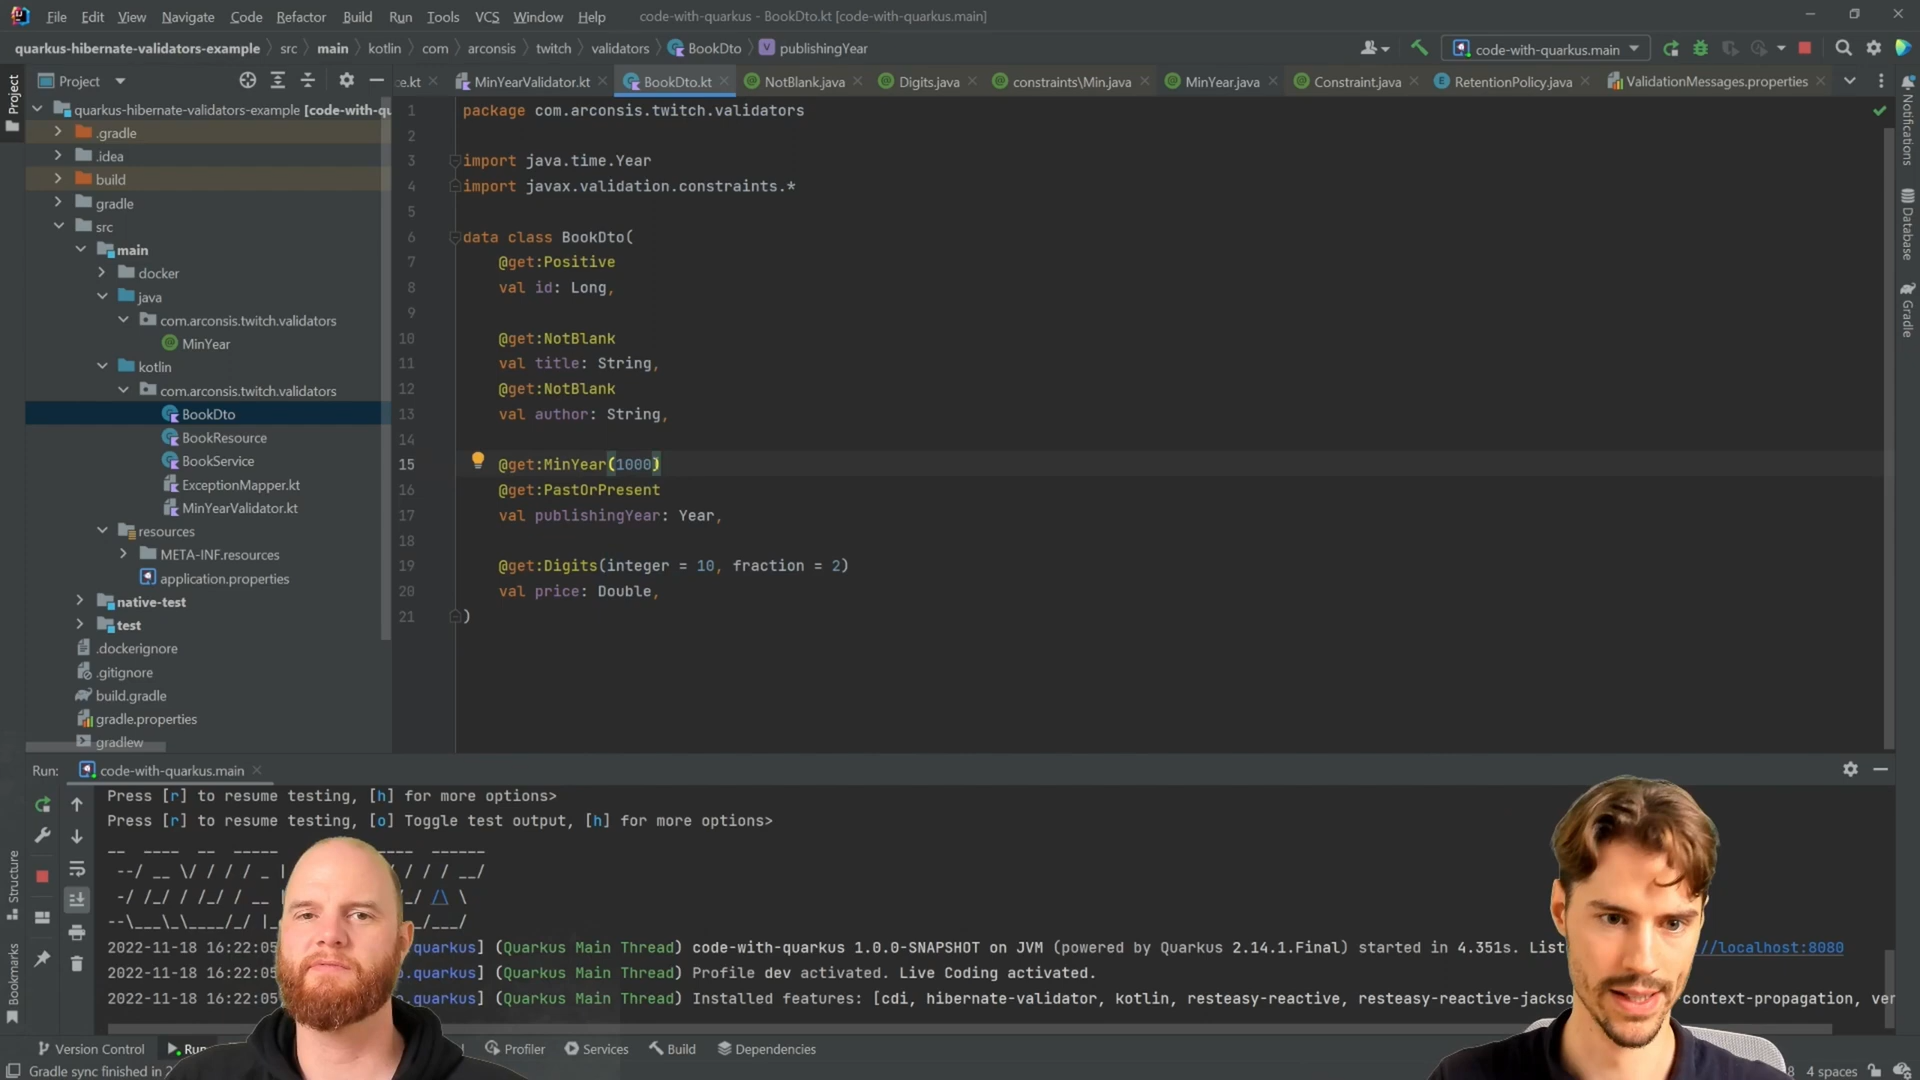 File Edit View Navigate Code Refactor Build Run Tools VCS Window Help code-with-quarkus - BookDto.kt [code-with-quarkus.main]
quarkus-hibernate-validators-example src main kotlin com arconsis twitch validators BookDto publishingYear code-with-quarkus.main
Project ce.kt MinYearValidator.kt BookDto.kt NotBlank.java Digits.java constraints\Min.java MinYear.java Constraint.java RetentionPolicy.java ValidationMessages.properties
Project
Notifications
Database
Gradle
quarkus-hibernate-validators-example [code-with-qu
.gradle
.idea
build
gradle
src
main
docker
java
com.arconsis.twitch.validators
MinYear
kotlin
com.arconsis.twitch.validators
BookDto
BookResource
BookService
ExceptionMapper.kt
MinYearValidator.kt
resources
META-INF.resources
application.properties
native-test
test
.dockerignore
.gitignore
build.gradle
gradle.properties
gradlew
1 package com.arconsis.twitch.validators
2
3 import java.time.Year
4 import javax.validation.constraints.*
5
6 data class BookDto(
7 @get:Positive
8 val id: Long,
9
10 @get:NotBlank
11 val title: String,
12 @get:NotBlank
13 val author: String,
14
15 @get:MinYear(1000)
16 @get:PastOrPresent
17 val publishingYear: Year,
18
19 @get:Digits(integer = 10, fraction = 2)
20 val price: Double,
21 )
Run: code-with-quarkus.main
Press [r] to resume testing, [h] for more options>
Press [r] to resume testing, [o] Toggle test output, [h] for more options>
2022-11-18 16:22:05 .quarkus] (Quarkus Main Thread) code-with-quarkus 1.0.0-SNAPSHOT on JVM (powered by Quarkus 2.14.1.Final) started in 4.351s. List //localhost:8080
2022-11-18 16:22:05 .quarkus] (Quarkus Main Thread) Profile dev activated. Live Coding activated.
2022-11-18 16:22:05 .quarkus] (Quarkus Main Thread) Installed features: [cdi, hibernate-validator, kotlin, resteasy-reactive, resteasy-reactive-jackso context-propagation, ver
Structure
Bookmarks
Version Control Run Profiler Services Build Dependencies
Gradle sync finished in 2 8 4 spaces